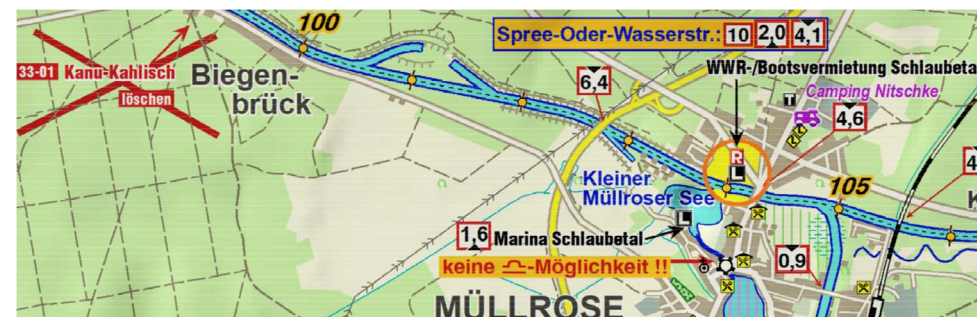 100
Spree-Oder-Wasserstr.: 10 2,0 4,1
33-01 Kanu-Kahlisch
löschen
Biegen-
brück
6,4
WWR-/Bootsvermietung Schlaubeta
Camping Nitschke
T
4,6
L
L
R
L
4
Kleiner
Müllroser See
105
K
L
1,6 Marina Schlaubetal
keine -Möglichkeit !!
0,9
MÜLLROSE